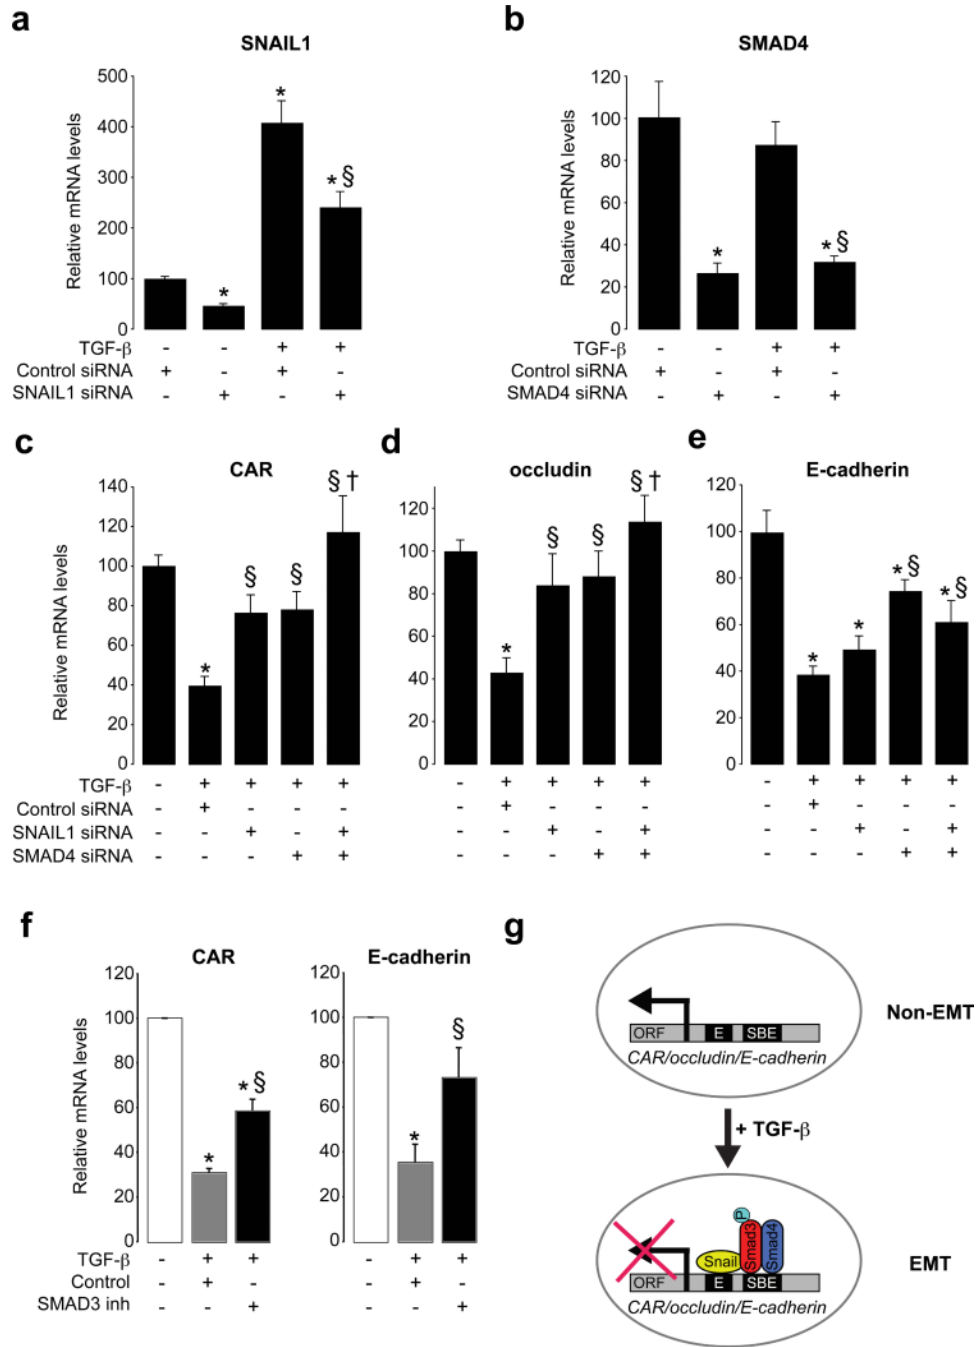 a
SNAIL1
Relative mRNA levels
500
400
300
200
100
0
*
*
*
* §
TGF-β - - + +
Control siRNA + - + -
SNAIL1 siRNA - + - +
b
SMAD4
Relative mRNA levels
120
100
80
60
40
20
0
*
* §
TGF-β - - + +
Control siRNA + - + -
SMAD4 siRNA - + - +
c
CAR
Relative mRNA levels
140
120
100
80
60
40
20
0
*
§
§
§ †
TGF-β - + + + +
Control siRNA - + - - -
SNAIL1 siRNA - - + - +
SMAD4 siRNA - - - + +
d
occludin
120
100
80
60
40
20
0
*
§
§
§ †
- + + + +
- + - - -
- - + - +
- - - + +
e
E-cadherin
100
80
60
40
20
0
*
*
* §
* §
- + + + +
- + - - -
- - + - +
- - - + +
f
CAR
Relative mRNA levels
120
100
80
60
40
20
0
*
* §
TGF-β - + +
Control - + -
SMAD3 inh - - +
E-cadherin
120
100
80
60
40
20
0
*
§
- + +
- + -
- - +
g
Non-EMT
ORF E SBE
CAR/occludin/E-cadherin
+ TGF-β
EMT
P
Snail
Smad3
Smad4
ORF E SBE
CAR/occludin/E-cadherin